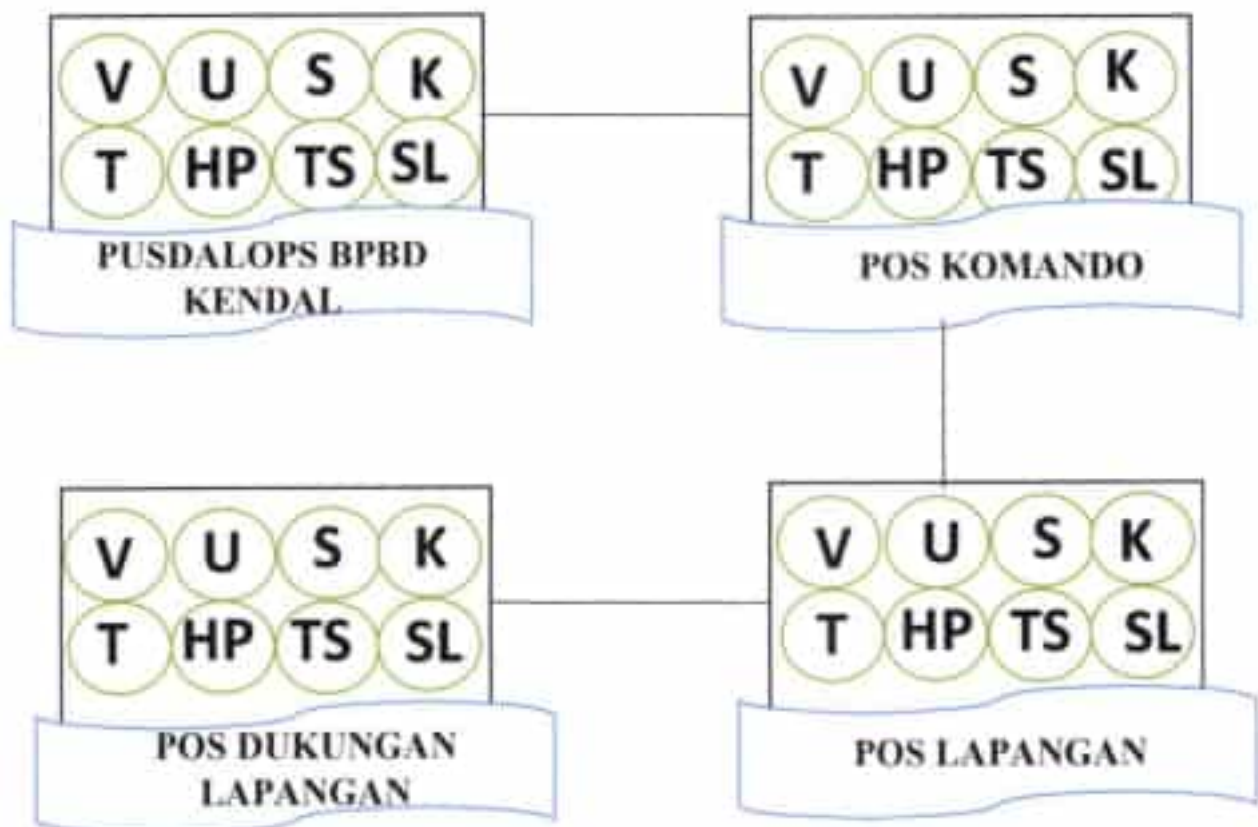 V U S K
T HP TS SL
PUSDALOPS BPBD
KENDAL
V U S K
T HP TS SL
POS KOMANDO
V U S K
T HP TS SL
POS DUKUNGAN
LAPANGAN
V U S K
T HP TS SL
POS LAPANGAN